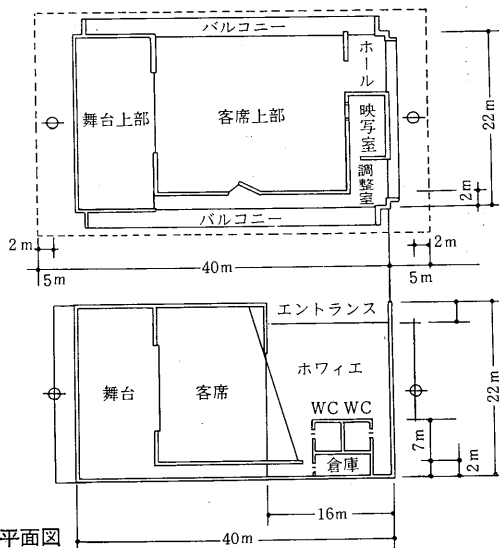 バルコニー
舞台上部
客席上部
ホール
映写室
調整室
22m
2m
バルコニー
2m
2m
5m
40m
5m
エントランス
ホワィエ
舞台
客席
WC WC
倉庫
7m
2m
22m
16m
平面図
40m